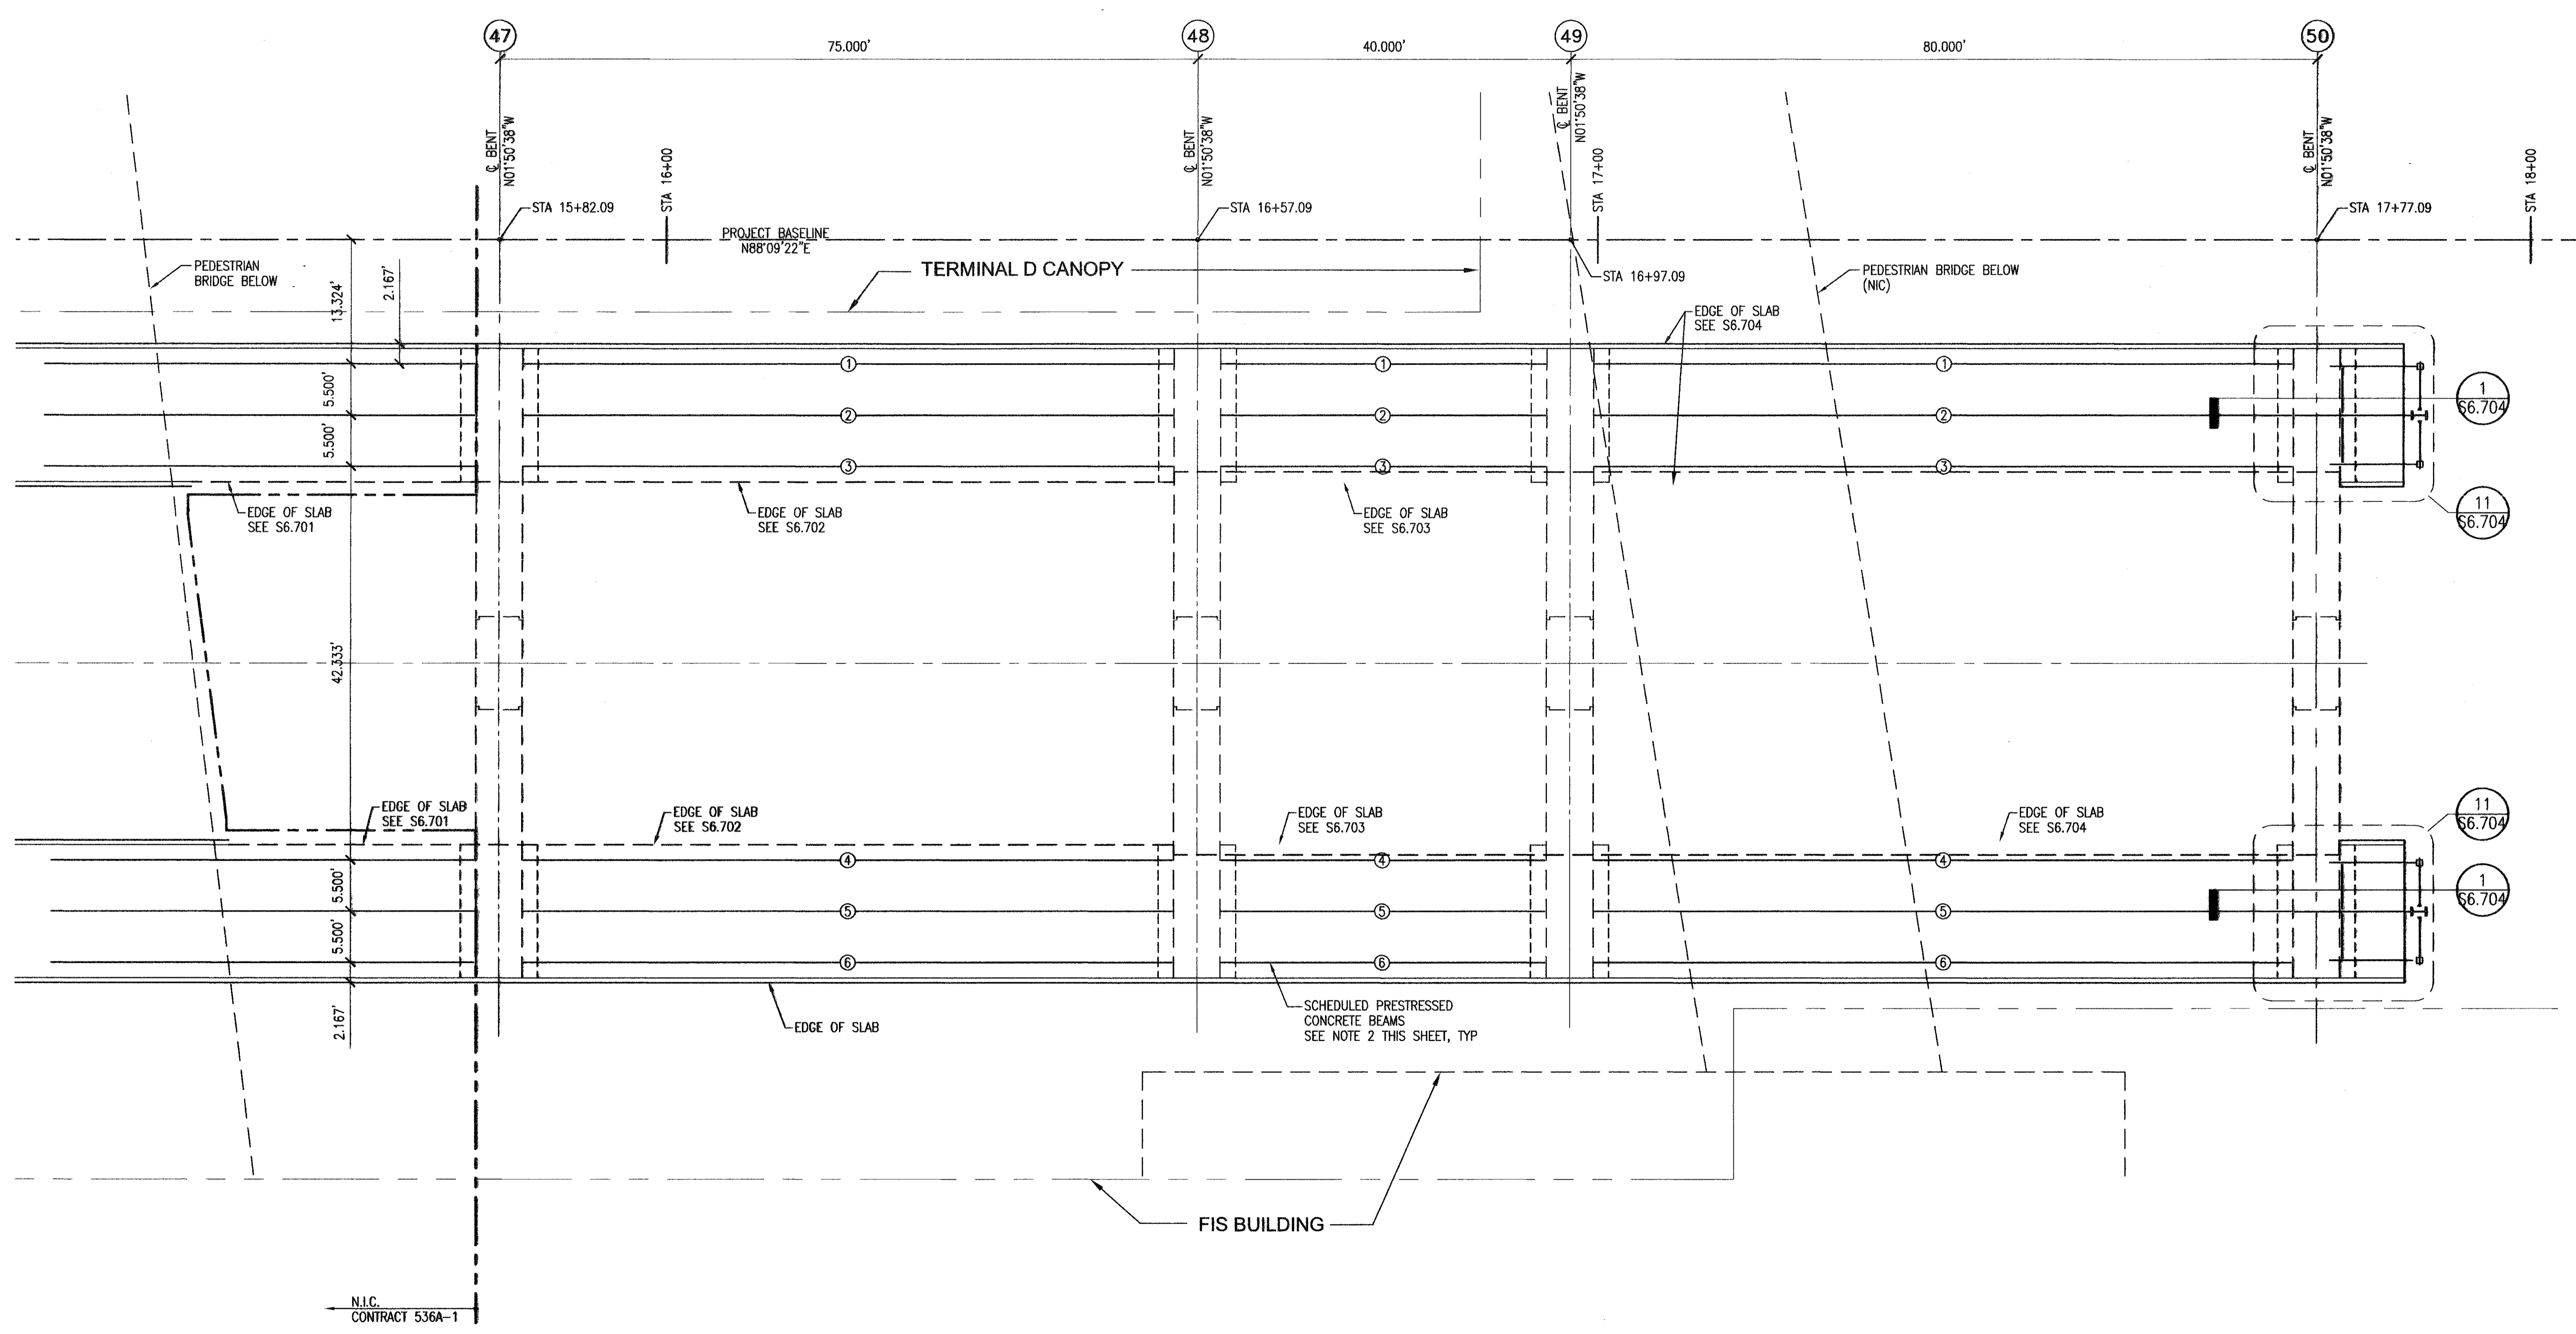 47
75.000'
48
40.000'
49
80.000'
50
℄ BENT
N01°50'38"W
℄ BENT
N01°50'38"W
℄ BENT
N01°50'38"W
℄ BENT
N01°50'38"W
STA 15+82.09
STA 16+00
PROJECT BASELINE
N88°09'22"E
STA 16+57.09
STA 17+00
STA 16+97.09
STA 17+77.09
STA 18+00
PEDESTRIAN
BRIDGE BELOW
TERMINAL D CANOPY
PEDESTRIAN BRIDGE BELOW
(NIC)
13.324'
2.167'
EDGE OF SLAB
SEE S6.704
1
1
1
5.500'
2
2
2
1
S6.704
5.500'
3
3
3
EDGE OF SLAB
SEE S6.701
EDGE OF SLAB
SEE S6.702
EDGE OF SLAB
SEE S6.703
11
S6.704
42.333'
EDGE OF SLAB
SEE S6.701
EDGE OF SLAB
SEE S6.702
EDGE OF SLAB
SEE S6.703
EDGE OF SLAB
SEE S6.704
11
S6.704
4
4
4
5.500'
5
5
5
1
S6.704
5.500'
6
6
6
2.167'
EDGE OF SLAB
SCHEDULED PRESTRESSED
CONCRETE BEAMS
SEE NOTE 2 THIS SHEET, TYP
FIS BUILDING
N.I.C.
CONTRACT 536A-1